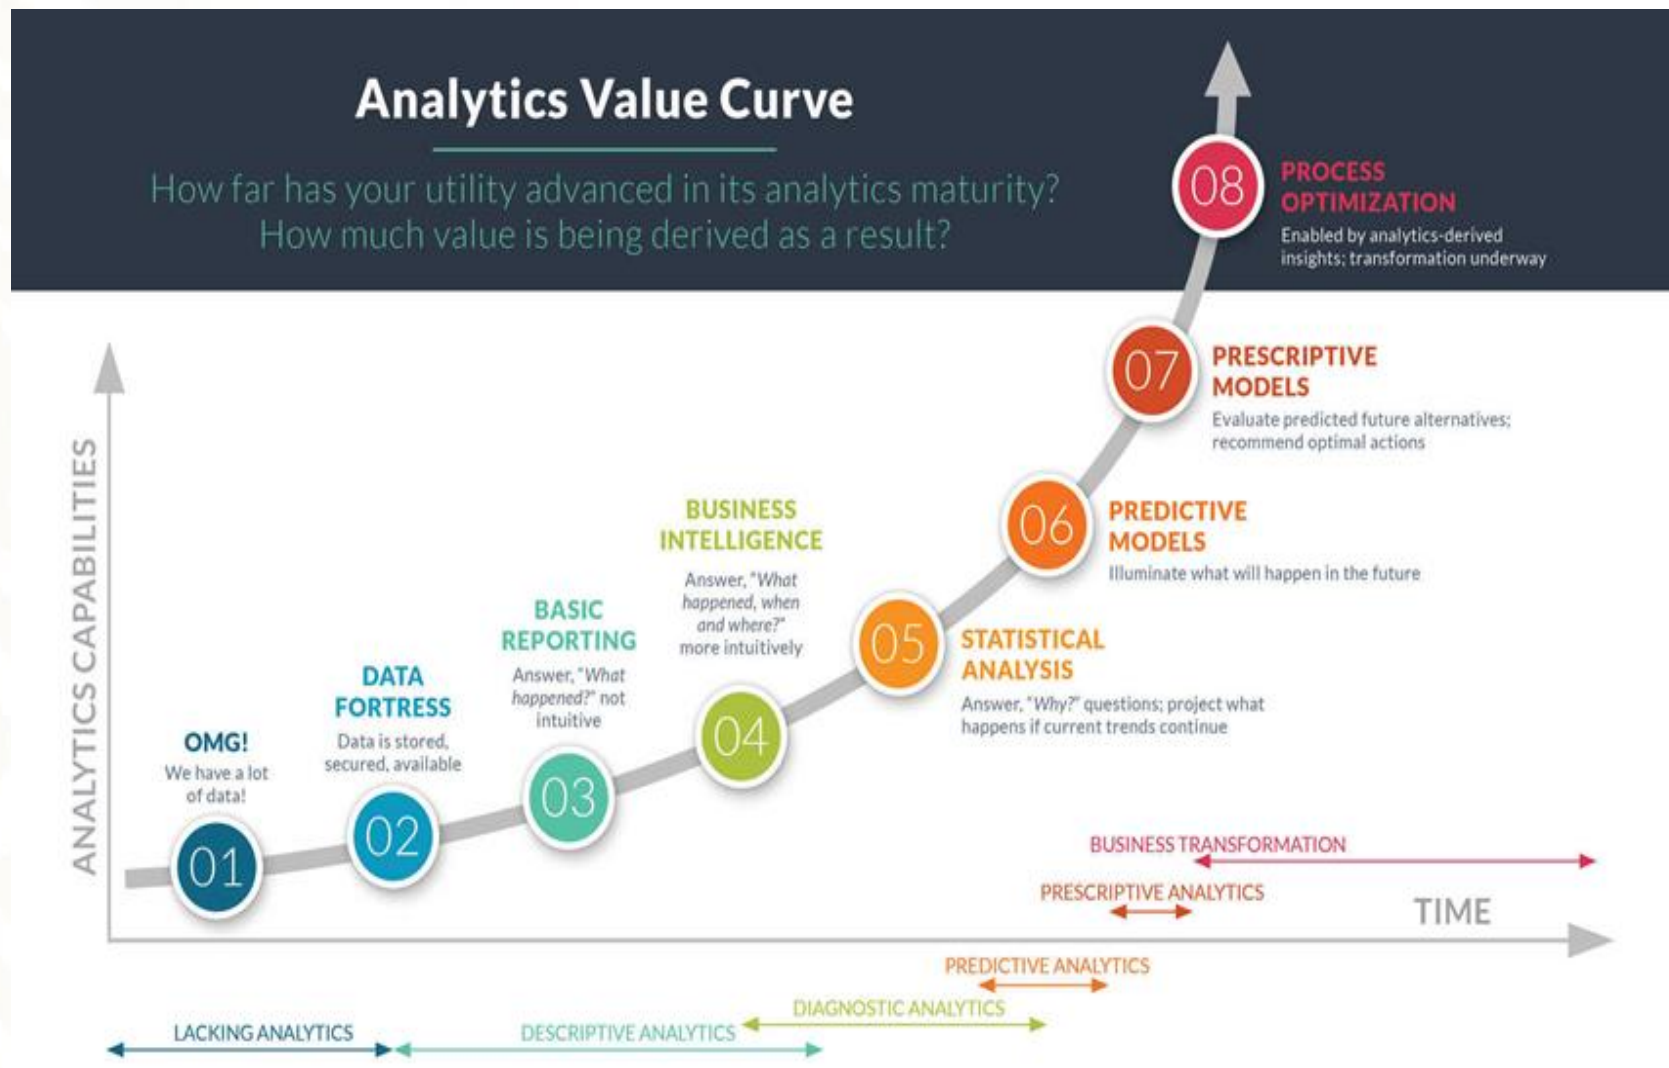 Analytics Value Curve
How far has your utility advanced in its analytics maturity?
How much value is being derived as a result?
08
PROCESS
OPTIMIZATION
Enabled by analytics-derived
insights; transformation underway
07
PRESCRIPTIVE
MODELS
Evaluate predicted future alternatives;
recommend optimal actions
06
PREDICTIVE
MODELS
Illuminate what will happen in the future
05
STATISTICAL
ANALYSIS
Answer, "Why?" questions; project what
happens if current trends continue
BUSINESS
INTELLIGENCE
Answer, "What
happened, when
and where?"
more intuitively
04
BASIC
REPORTING
Answer, "What
happened?" not
intuitive
03
DATA
FORTRESS
Data is stored,
secured, available
02
OMG!
We have a lot
of data!
01
ANALYTICS CAPABILITIES
BUSINESS TRANSFORMATION
PRESCRIPTIVE ANALYTICS
TIME
PREDICTIVE ANALYTICS
DIAGNOSTIC ANALYTICS
DESCRIPTIVE ANALYTICS
LACKING ANALYTICS